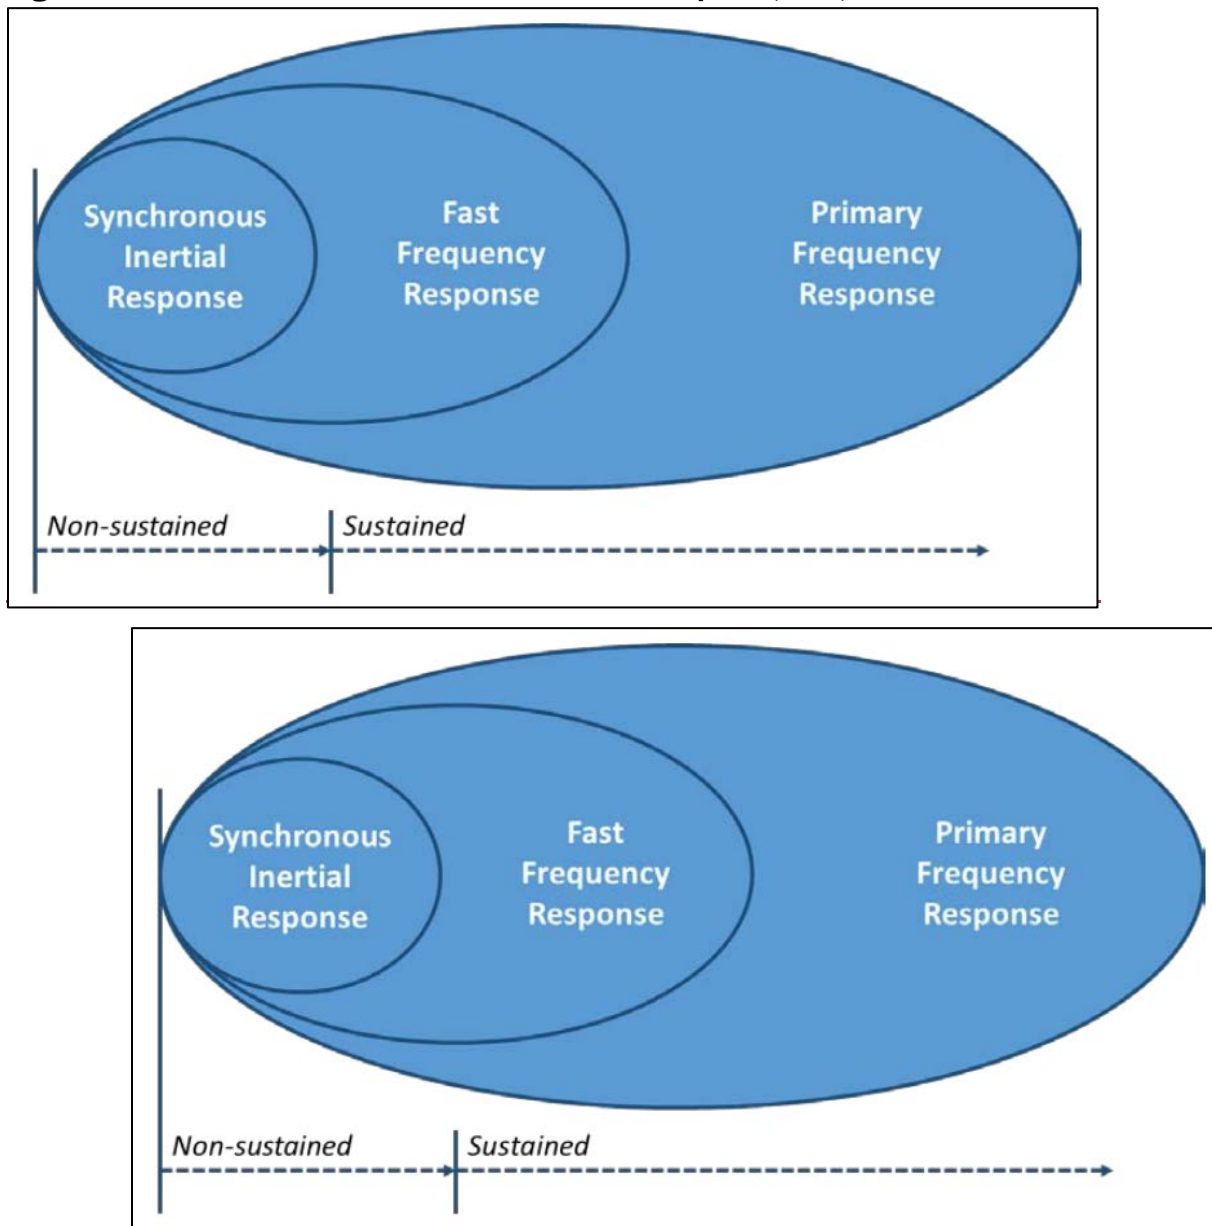 Synchronous
Inertial
Response
Fast
Frequency
Response
Primary
Frequency
Response
Non-sustained
Sustained
Synchronous
Inertial
Response
Fast
Frequency
Response
Primary
Frequency
Response
Non-sustained
Sustained